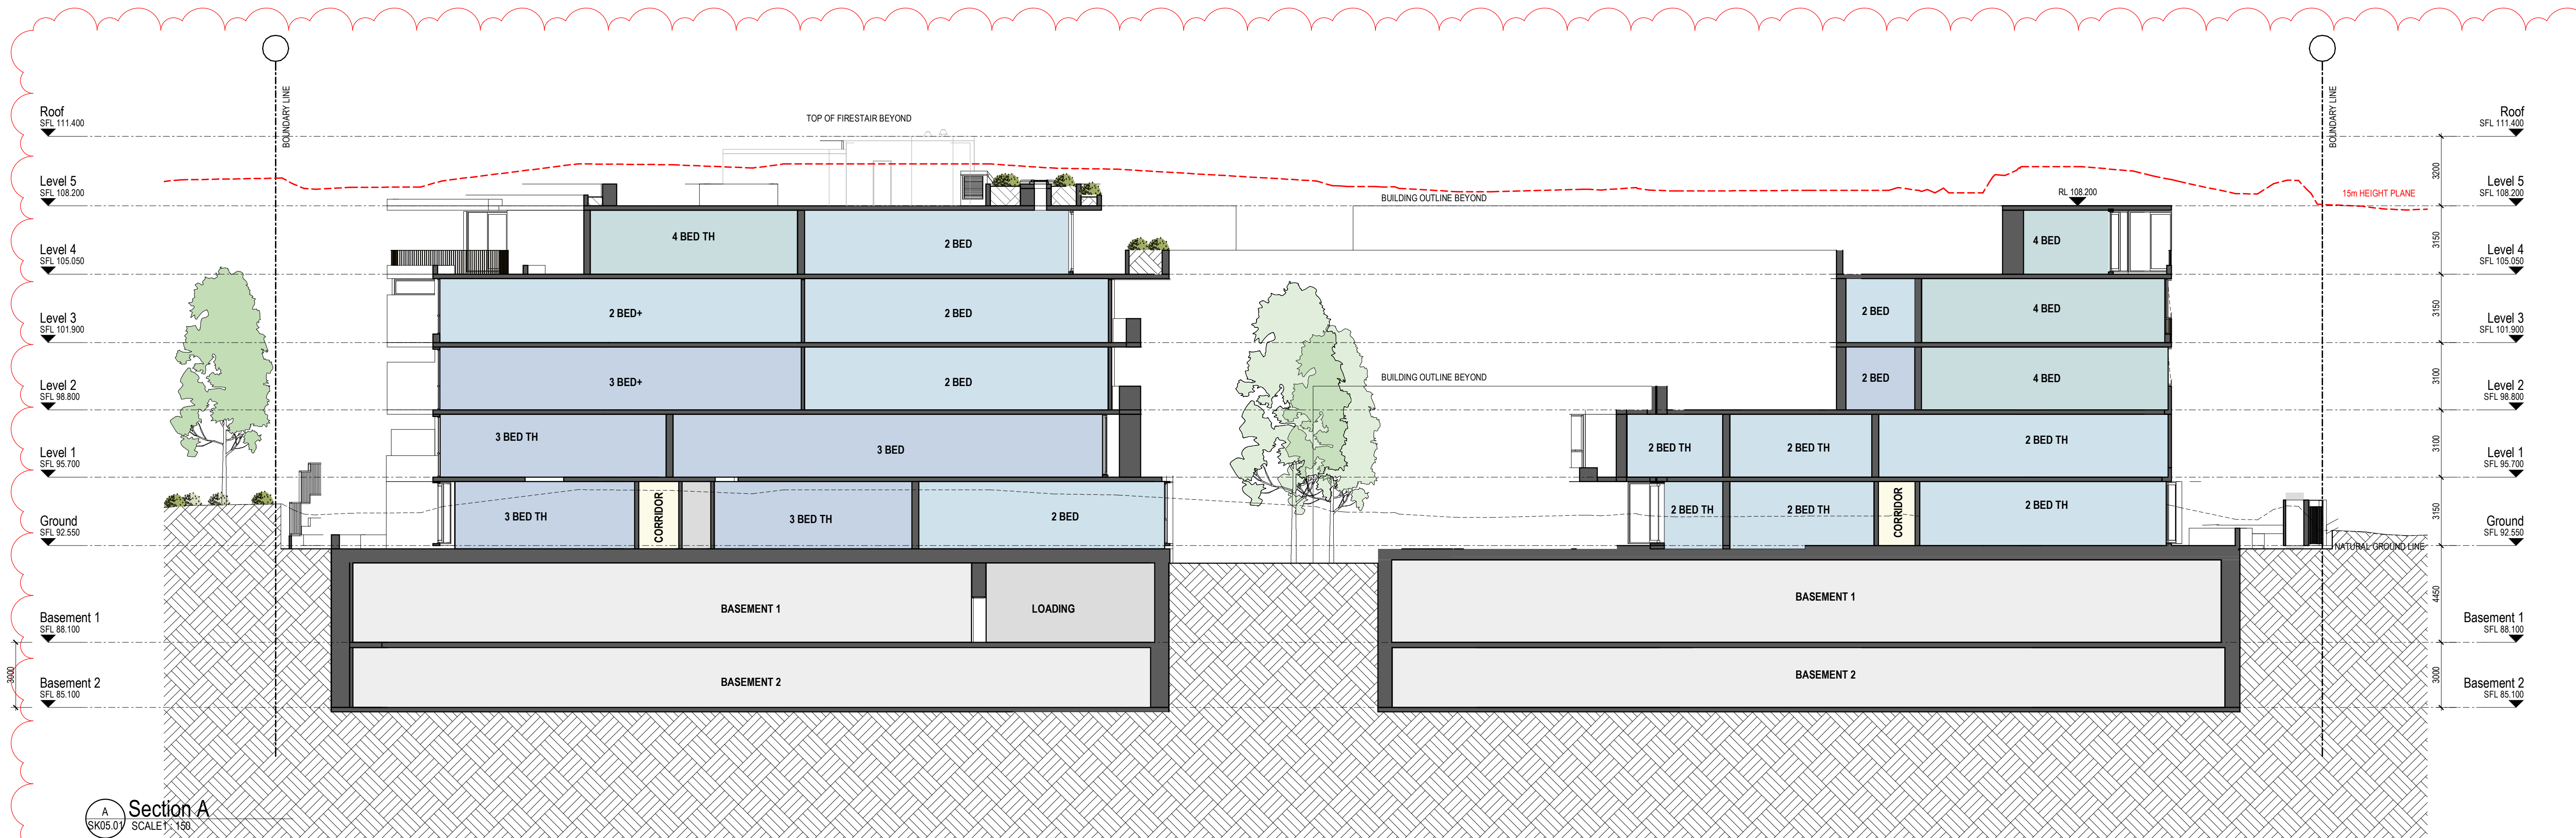 BOUNDARY LINE
BOUNDARY LINE
Roof
SFL 111.400
TOP OF FIRESTAIR BEYOND
Roof
SFL 111.400
3200
Level 5
SFL 108.200
BUILDING OUTLINE BEYOND
RL 108.200
15m HEIGHT PLANE
Level 5
SFL 108.200
4 BED TH
2 BED
4 BED
3150
Level 4
SFL 105.050
Level 4
SFL 105.050
2 BED+
2 BED
2 BED
4 BED
3150
Level 3
SFL 101.900
Level 3
SFL 101.900
3 BED+
2 BED
BUILDING OUTLINE BEYOND
2 BED
4 BED
3100
Level 2
SFL 98.800
Level 2
SFL 98.800
3 BED TH
3 BED
2 BED TH
2 BED TH
2 BED TH
3100
Level 1
SFL 95.700
Level 1
SFL 95.700
3 BED TH
CORRIDOR
3 BED TH
2 BED
2 BED TH
2 BED TH
CORRIDOR
2 BED TH
3150
Ground
SFL 92.550
NATURAL GROUND LINE
Ground
SFL 92.550
BASEMENT 1
LOADING
BASEMENT 1
4450
Basement 1
SFL 88.100
Basement 1
SFL 88.100
3000
BASEMENT 2
BASEMENT 2
3000
Basement 2
SFL 85.100
Basement 2
SFL 85.100
A
SK05.01
Section A
SCALE 1 : 150